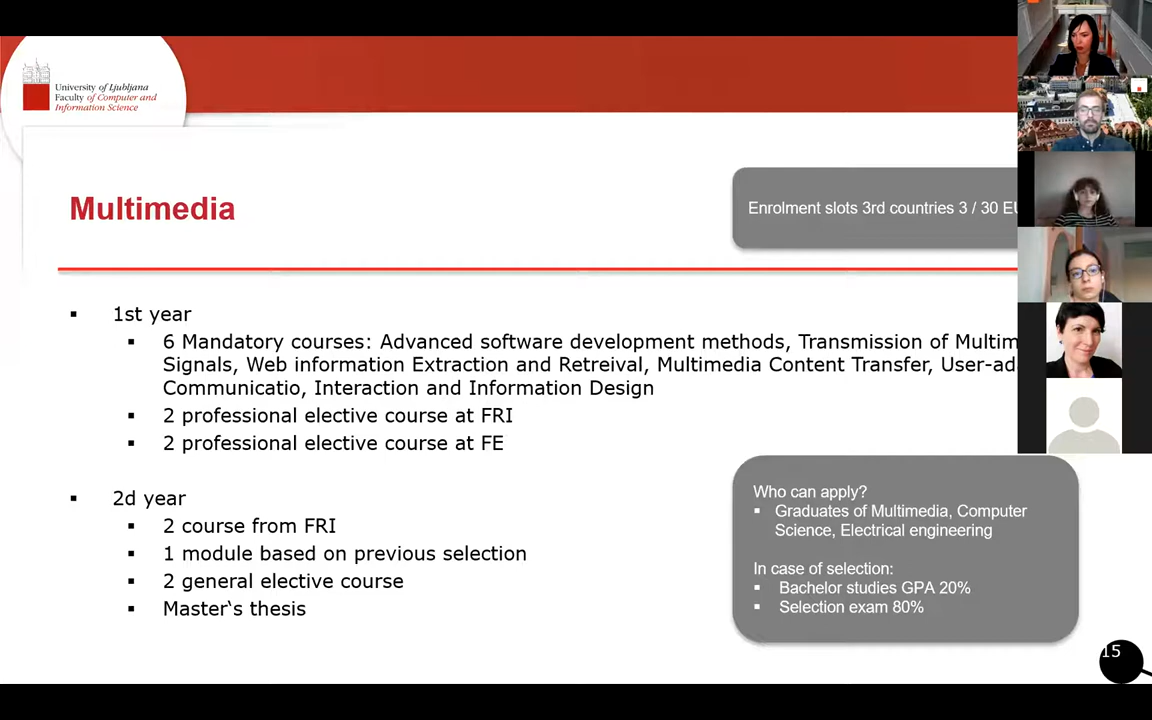 University of Ljubljana
Faculty of Computer and
Information Science
Multimedia
Enrolment slots 3rd countries 3 / 30 EU
1st year
6 Mandatory courses: Advanced software development methods, Transmission of Multim
Signals, Web information Extraction and Retreival, Multimedia Content Transfer, User-ad
Communicatio, Interaction and Information Design
2 professional elective course at FRI
2 professional elective course at FE
2d year
2 course from FRI
1 module based on previous selection
2 general elective course
Master‘s thesis
Who can apply?
Graduates of Multimedia, Computer
Science, Electrical engineering
In case of selection:
Bachelor studies GPA 20%
Selection exam 80%
15